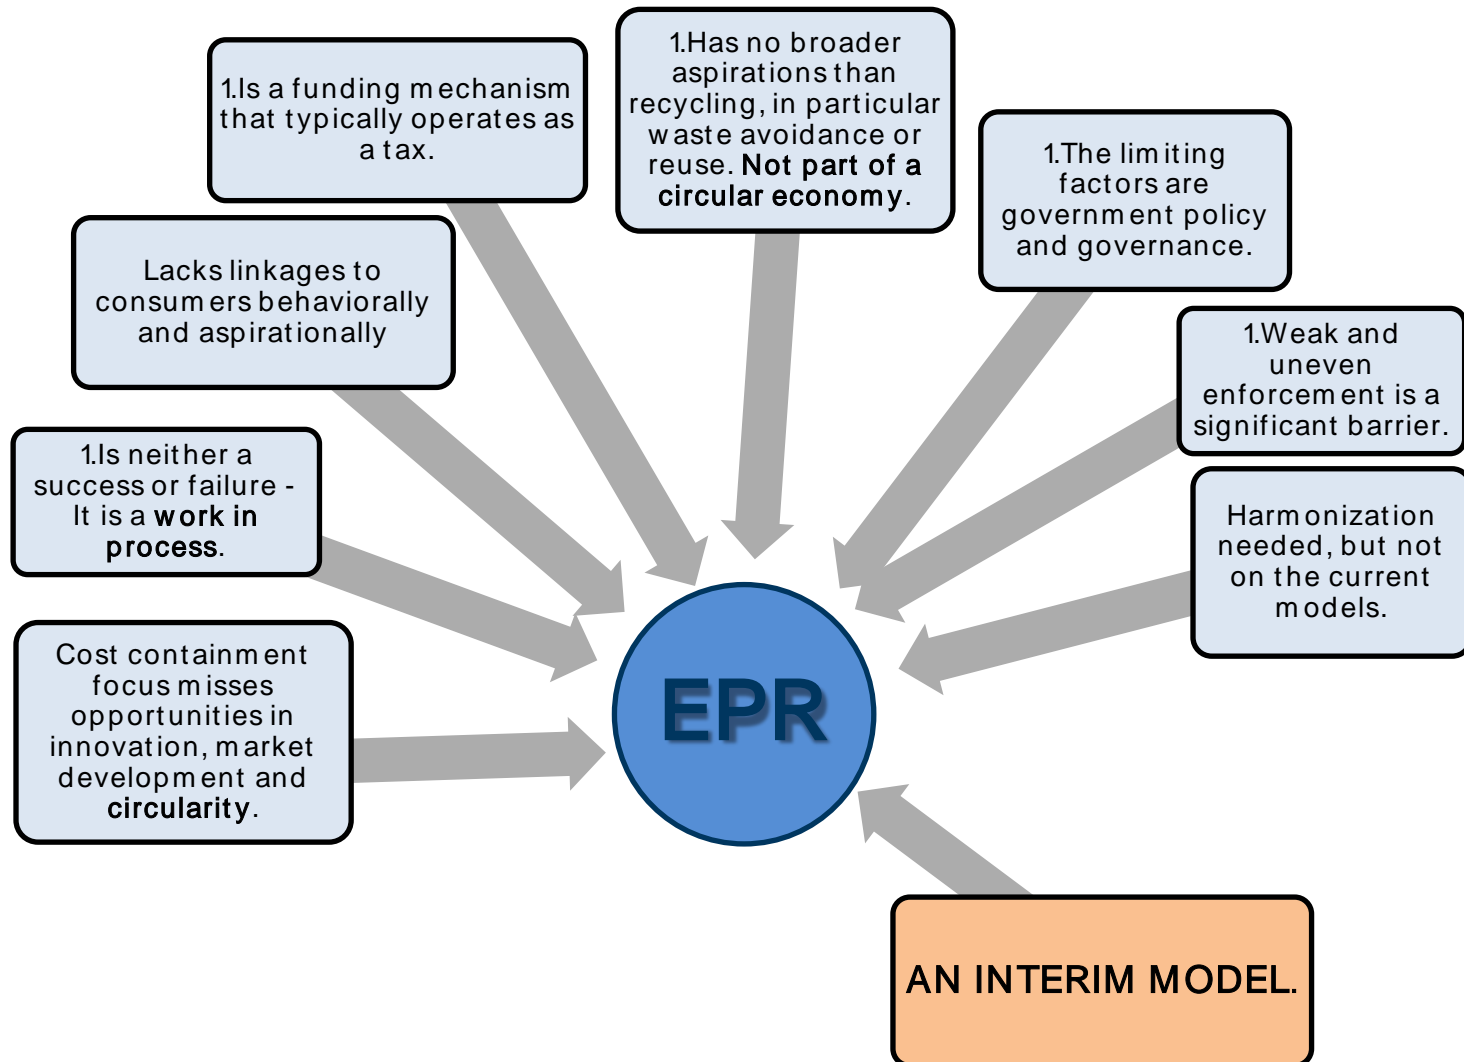 1.Is a funding mechanism
that typically operates as
a tax.
1.Has no broader
aspirations than
recycling, in particular
waste avoidance or
reuse. Not part of a
circular economy.
1.The limiting
factors are
government policy
and governance.
Lacks linkages to
consumers behaviorally
and aspirationally
1.Weak and
uneven
enforcement is a
significant barrier.
1.Is neither a
success or failure -
It is a work in
process.
Harmonization
needed, but not
on the current
models.
Cost containment
focus misses
opportunities in
innovation, market
development and
circularity.
EPR
AN INTERIM MODEL.